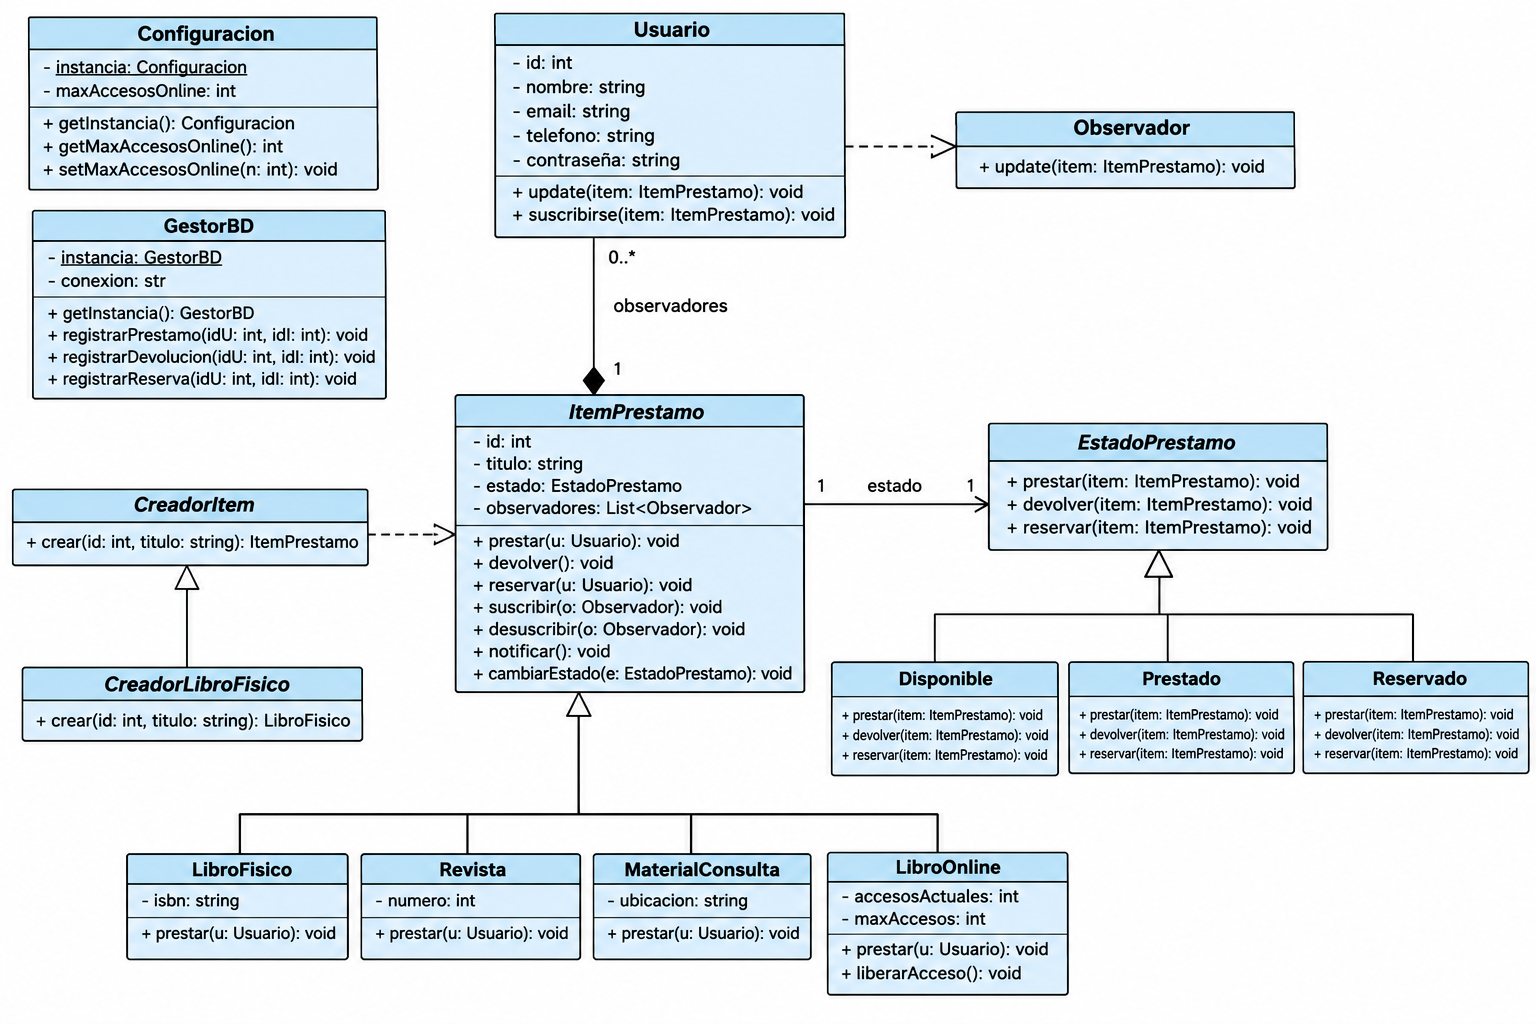 Configuracion
- instancia: Configuracion
- maxAccesosOnline: int
+ getInstancia(): Configuracion
+ getMaxAccesosOnline(): int
+ setMaxAccesosOnline(n: int): void
Usuario
- id: int
- nombre: string
- email: string
- telefono: string
- contraseña: string
+ update(item: ItemPrestamo): void
+ suscribirse(item: ItemPrestamo): void
Observador
+ update(item: ItemPrestamo): void
GestorBD
- instancia: GestorBD
- conexion: str
+ getInstancia(): GestorBD
+ registrarPrestamo(idU: int, idI: int): void
+ registrarDevolucion(idU: int, idI: int): void
+ registrarReserva(idU: int, idI: int): void
0..*
observadores
1
ItemPrestamo
- id: int
- titulo: string
- estado: EstadoPrestamo
- observadores: List<Observador>
+ prestar(u: Usuario): void
+ devolver(): void
+ reservar(u: Usuario): void
+ suscribir(o: Observador): void
+ desuscribir(o: Observador): void
+ notificar(): void
+ cambiarEstado(e: EstadoPrestamo): void
1 estado 1
EstadoPrestamo
+ prestar(item: ItemPrestamo): void
+ devolver(item: ItemPrestamo): void
+ reservar(item: ItemPrestamo): void
CreadorItem
+ crear(id: int, titulo: string): ItemPrestamo
CreadorLibroFisico
+ crear(id: int, titulo: string): LibroFisico
Disponible
+ prestar(item: ItemPrestamo): void
+ devolver(item: ItemPrestamo): void
+ reservar(item: ItemPrestamo): void
Prestado
+ prestar(item: ItemPrestamo): void
+ devolver(item: ItemPrestamo): void
+ reservar(item: ItemPrestamo): void
Reservado
+ prestar(item: ItemPrestamo): void
+ devolver(item: ItemPrestamo): void
+ reservar(item: ItemPrestamo): void
LibroFisico
- isbn: string
+ prestar(u: Usuario): void
Revista
- numero: int
+ prestar(u: Usuario): void
MaterialConsulta
- ubicacion: string
+ prestar(u: Usuario): void
LibroOnline
- accesosActuales: int
- maxAccesos: int
+ prestar(u: Usuario): void
+ liberarAcceso(): void